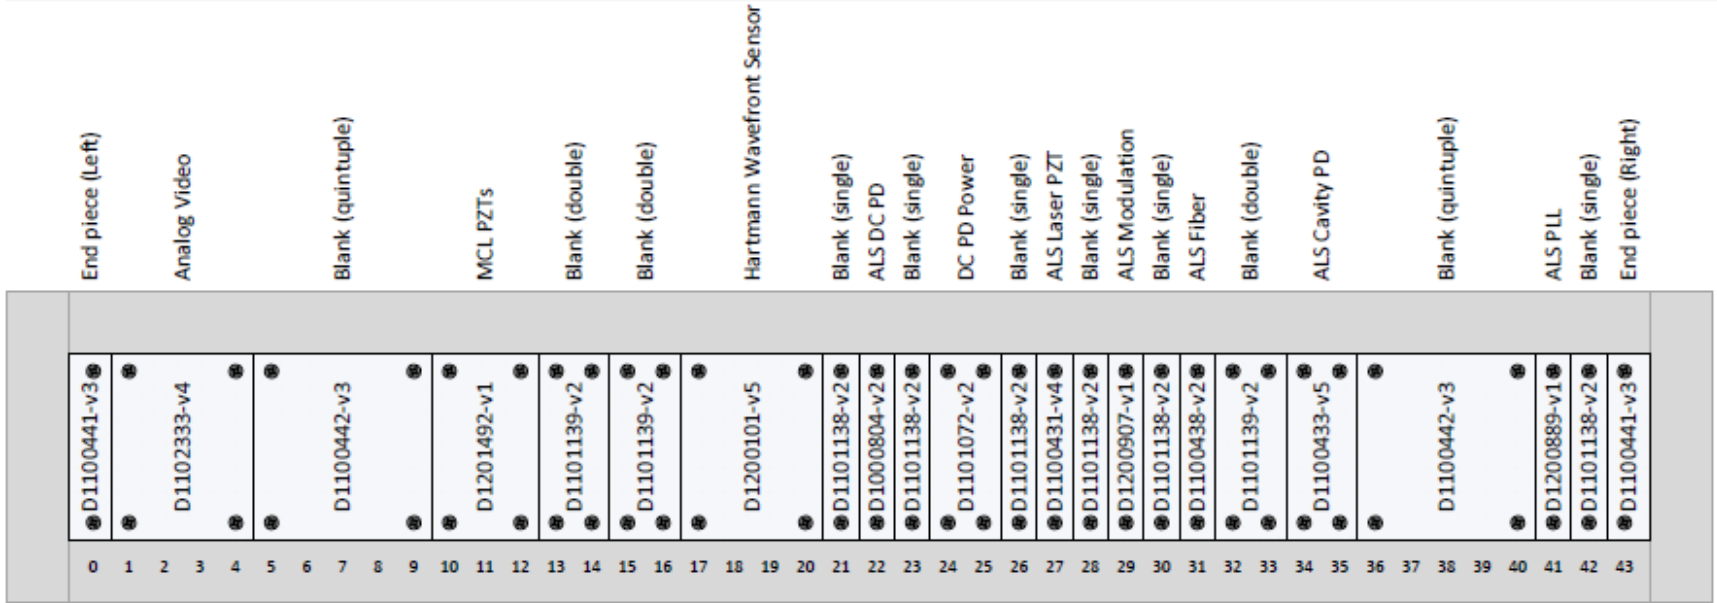 End piece (Left)
Analog Video
Blank (quintuple)
MCL PZTs
Blank (double)
Blank (double)
Hartmann Wavefront Sensor
Blank (single)
ALS DC PD
Blank (single)
DC PD Power
Blank (single)
ALS Laser PZT
Blank (single)
ALS Modulation
Blank (single)
ALS Fiber
Blank (double)
ALS Cavity PD
Blank (quintuple)
ALS PLL
Blank (single)
End piece (Right)
D1100441-v3
D1102333-v4
D1100442-v3
D1201492-v1
D1101139-v2
D1101139-v2
D1200101-v5
D1101138-v2
D1000804-v2
D1101138-v2
D1101072-v2
D1101138-v2
D1100431-v4
D1101138-v2
D1200907-v1
D1101138-v2
D1100438-v2
D1101139-v2
D1100433-v5
D1100442-v3
D1200889-v1
D1101138-v2
D1100441-v3
0 1 2 3 4 5 6 7 8 9 10 11 12 13 14 15 16 17 18 19 20 21 22 23 24 25 26 27 28 29 30 31 32 33 34 35 36 37 38 39 40 41 42 43